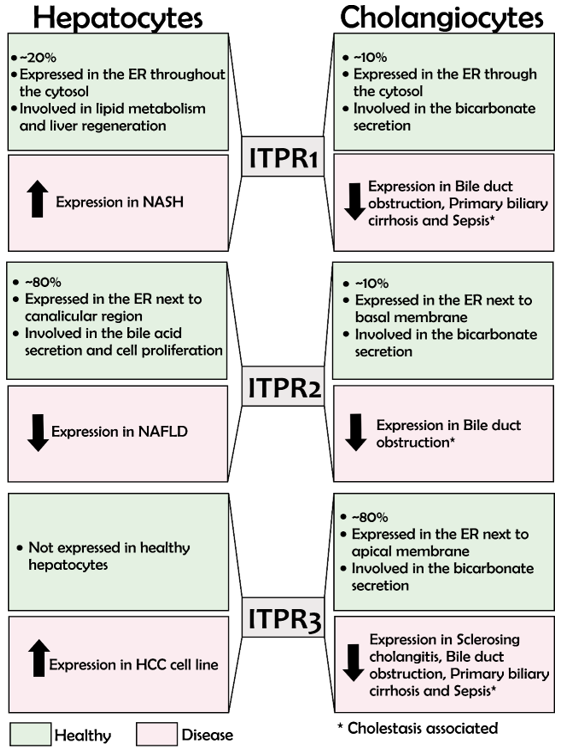 Hepatocytes
Cholangiocytes
• ~20%
• Expressed in the ER throughout
the cytosol
• Involved in lipid metabolism
and liver regeneration
• ~10%
• Expressed in the ER through
the cytosol
• Involved in the bicarbonate
secretion
ITPR1
Expression in NASH
Expression in Bile duct
obstruction, Primary biliary
cirrhosis and Sepsis*
• ~80%
• Expressed in the ER next to
canalicular region
• Involved in the bile acid
secretion and cell proliferation
• ~10%
• Expressed in the ER next to
basal membrane
• Involved in the bicarbonate
secretion
ITPR2
Expression in NAFLD
Expression in Bile duct
obstruction*
• Not expressed in healthy
hepatocytes
• ~80%
• Expressed in the ER next to
apical membrane
• Involved in the bicarbonate
secretion
ITPR3
Expression in HCC cell line
Expression in Sclerosing
cholangitis, Bile duct
obstruction, Primary biliary
cirrhosis and Sepsis*
Healthy
Disease
* Cholestasis associated